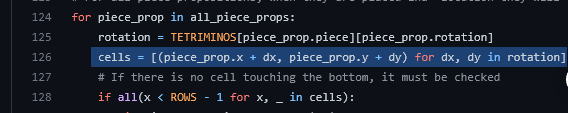 124 for piece_prop in all_piece_props:
125 rotation = TETRIMINOS[piece_prop.piece][piece_prop.rotation]
126 cells = [(piece_prop.x + dx, piece_prop.y + dy) for dx, dy in rotation]
127 # If there is no cell touching the bottom, it must be checked
128 if all(x < ROWS - 1 for x, _ in cells):